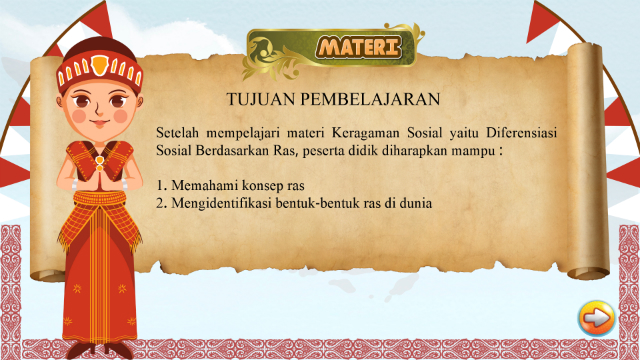 MATERI
TUJUAN PEMBELAJARAN
Setelah mempelajari materi Keragaman Sosial yaitu Diferensiasi
Sosial Berdasarkan Ras, peserta didik diharapkan mampu :
1. Memahami konsep ras
2. Mengidentifikasi bentuk-bentuk ras di dunia